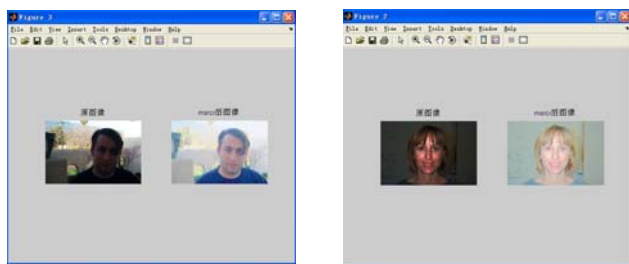 Figure 3
File Edit View Insert Tools Desktop Window Help
原图像
msrcr后图像
Figure 2
File Edit View Insert Tools Desktop Window Help
原图像
msrcr后图像